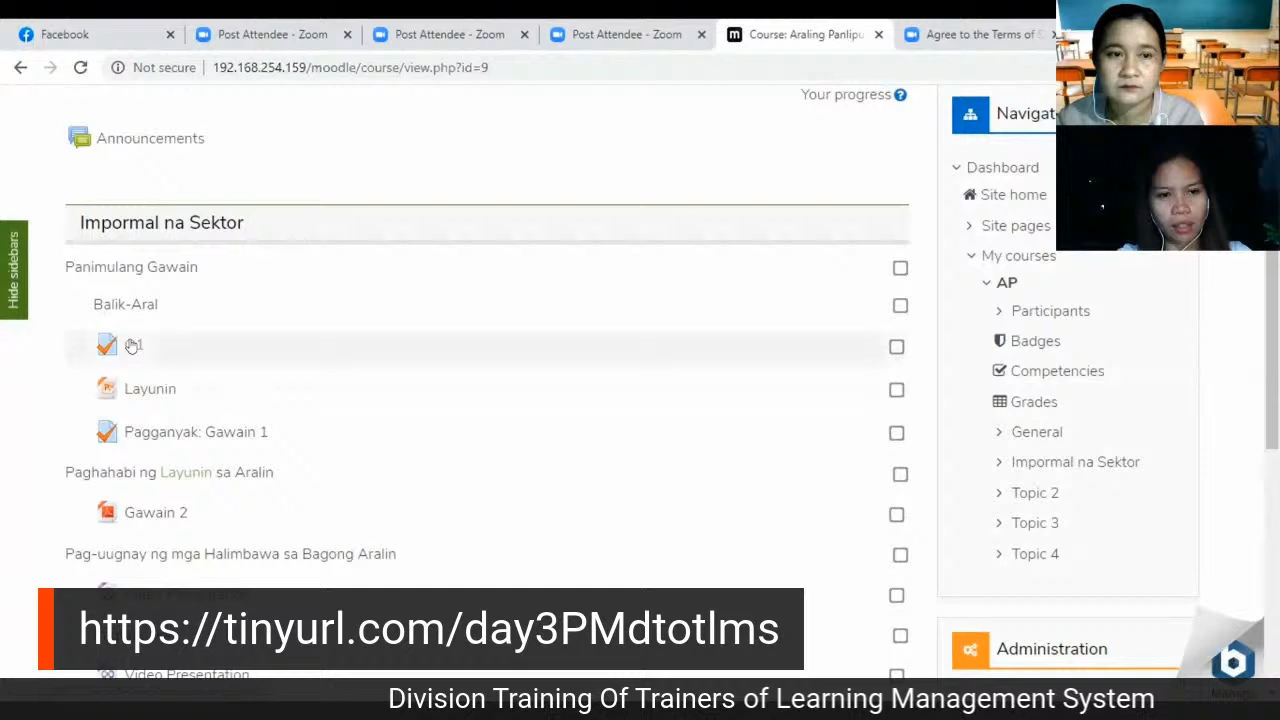 Facebook
Post Attendee - Zoom
Post Attendee - Zoom
Post Attendee - Zoom
Course: Araling Panlipu
Agree to the Terms of
Not secure
192.168.254.159/moodle/course/view.php?id=9
Your progress
Announcements
Impormal na Sektor
Panimulang Gawain
Balik-Aral
Layunin
Pagganyak: Gawain 1
Paghahabi ng Layunin sa Aralin
Gawain 2
Pag-uugnay ng mga Halimbawa sa Bagong Aralin
Video Presentation
Hide sidebars
Navigat
Dashboard
Site home
Site pages
My courses
AP
Participants
Badges
Competencies
Grades
General
Impormal na Sektor
Topic 2
Topic 3
Topic 4
Administration
https://tinyurl.com/day3PMdtotlms
Division Training Of Trainers of Learning Management System